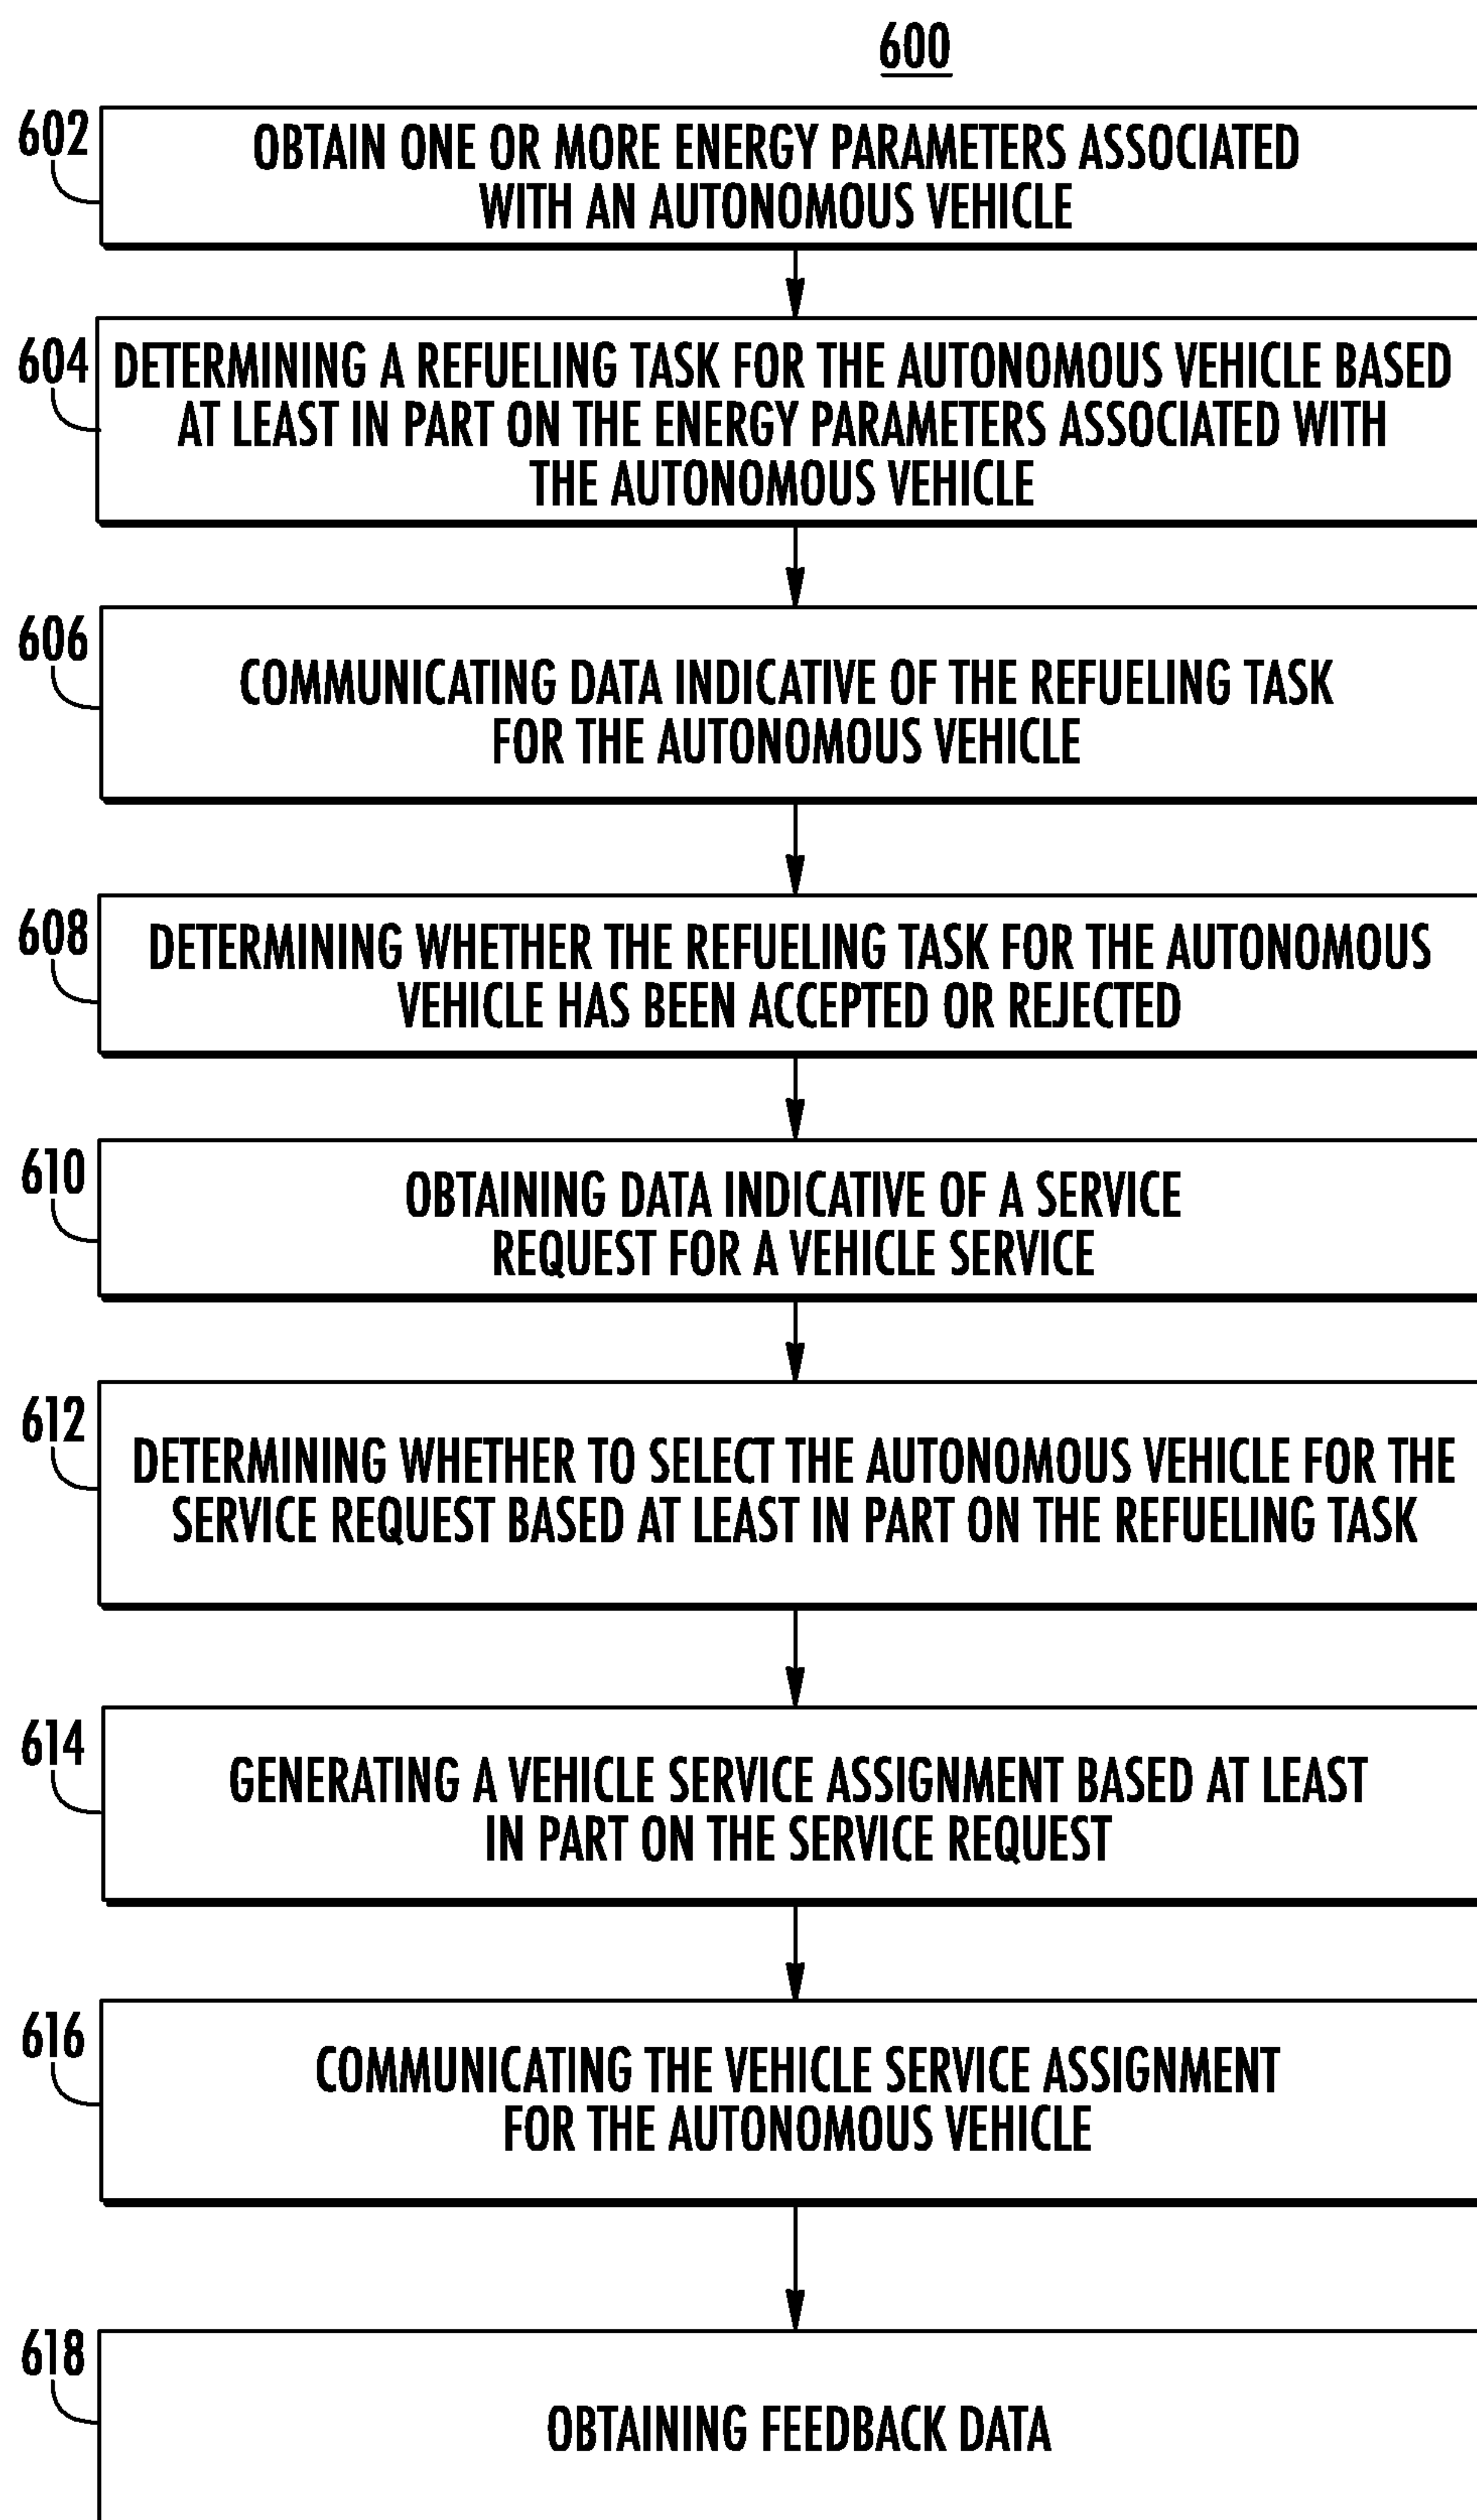 600
602
OBTAIN ONE OR MORE ENERGY PARAMETERS ASSOCIATED
WITH AN AUTONOMOUS VEHICLE
604
DETERMINING A REFUELING TASK FOR THE AUTONOMOUS VEHICLE BASED
AT LEAST IN PART ON THE ENERGY PARAMETERS ASSOCIATED WITH
THE AUTONOMOUS VEHICLE
606
COMMUNICATING DATA INDICATIVE OF THE REFUELING TASK
FOR THE AUTONOMOUS VEHICLE
608
DETERMINING WHETHER THE REFUELING TASK FOR THE AUTONOMOUS
VEHICLE HAS BEEN ACCEPTED OR REJECTED
610
OBTAINING DATA INDICATIVE OF A SERVICE
REQUEST FOR A VEHICLE SERVICE
612
DETERMINING WHETHER TO SELECT THE AUTONOMOUS VEHICLE FOR THE
SERVICE REQUEST BASED AT LEAST IN PART ON THE REFUELING TASK
614
GENERATING A VEHICLE SERVICE ASSIGNMENT BASED AT LEAST
IN PART ON THE SERVICE REQUEST
616
COMMUNICATING THE VEHICLE SERVICE ASSIGNMENT
FOR THE AUTONOMOUS VEHICLE
618
OBTAINING FEEDBACK DATA